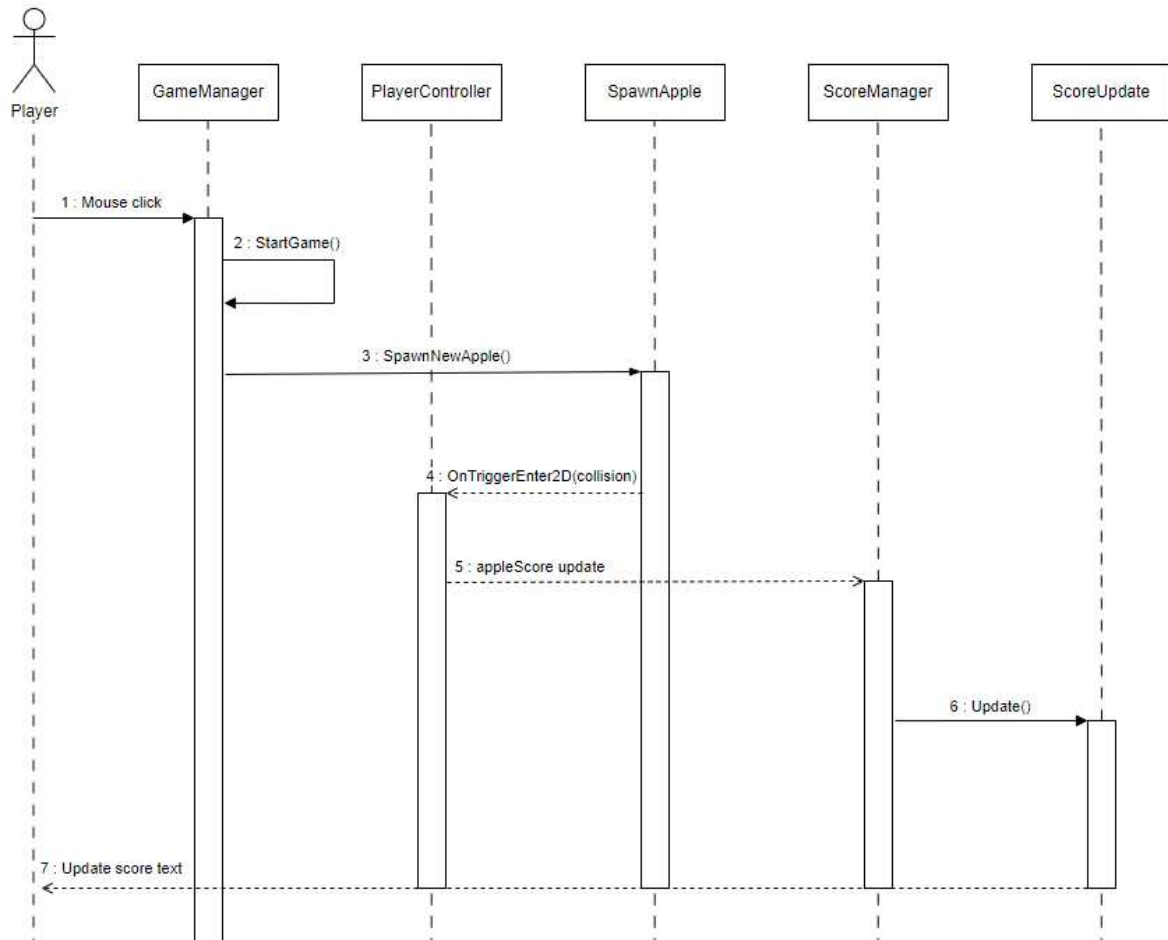 Player
GameManager
PlayerController
SpawnApple
ScoreManager
ScoreUpdate
1 : Mouse click
2 : StartGame()
3 : SpawnNewApple()
4 : OnTriggerEnter2D(collision)
5 : appleScore update
6 : Update()
7 : Update score text